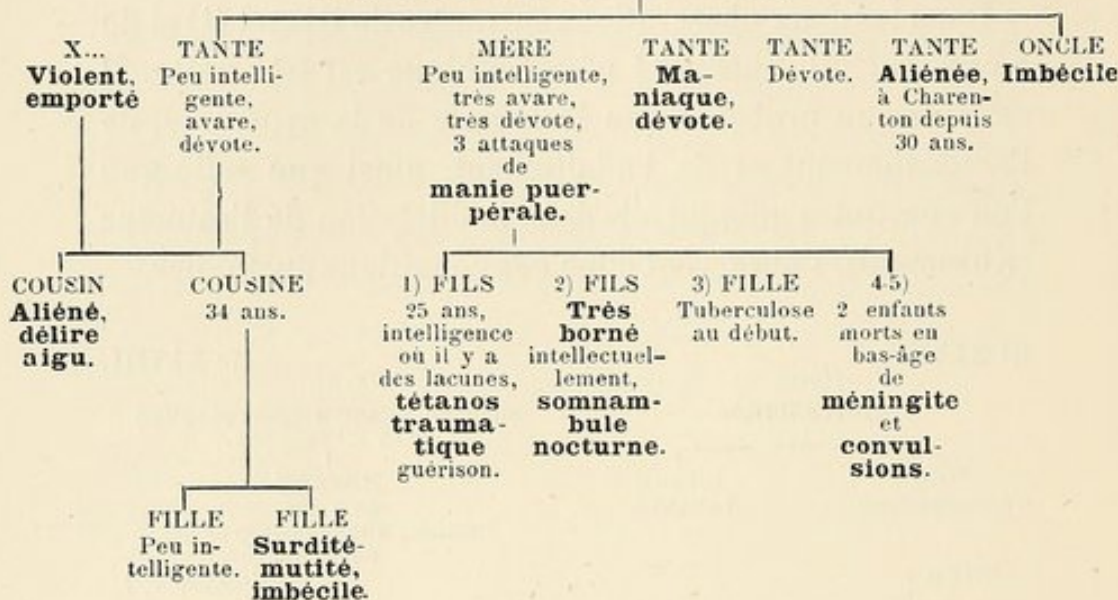 X...
Violent,
emporté
TANTE
Peu intelli-
gente,
avare,
dévote.
MÈRE
Peu intelligente,
très avare,
très dévote,
3 attaques
de
manie puer-
pérale.
TANTE
Ma-
niaque,
dévote.
TANTE
Dévote.
TANTE
Aliénée,
à Charen-
ton depuis
30 ans.
ONCLE
Imbécile
COUSIN
Aliéné,
délire
aigu.
COUSINE
34 ans.
1) FILS
25 ans,
intelligence
où il y a
des lacunes,
tétanos
trauma-
tique
guérison.
2) FILS
Très
borné
intellectuel-
lement,
somnam-
bule
nocturne.
3) FILLE
Tuberculose
au début.
4-5)
2 enfants
morts en
bas-âge
de
méningite
et
convul-
sions.
FILLE
Peu in-
telligente.
FILLE
Surdité-
mutité,
imbécile.